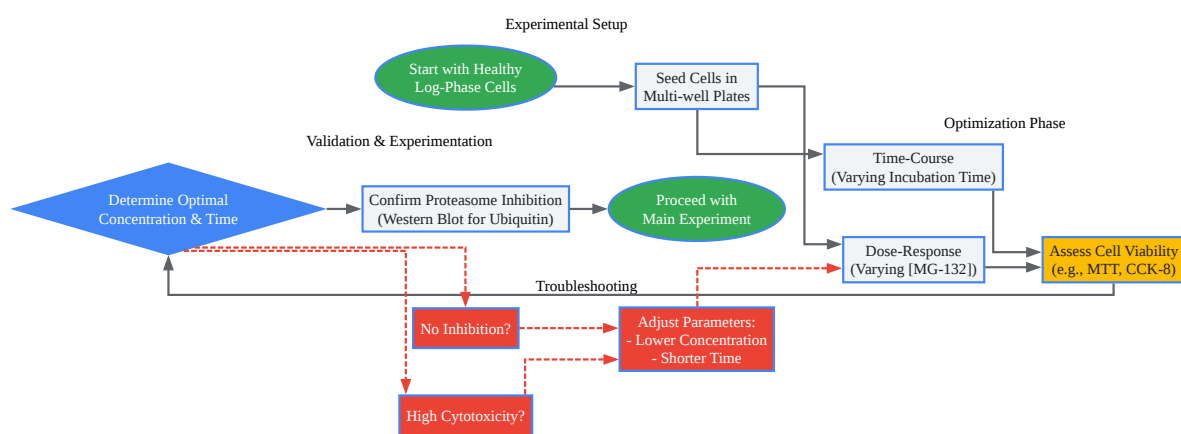 Experimental Setup
Start with Healthy
Log-Phase Cells
Seed Cells in
Multi-well Plates
Optimization Phase
Validation & Experimentation
Time-Course
(Varying Incubation Time)
Determine Optimal
Concentration & Time
Confirm Proteasome Inhibition
(Western Blot for Ubiquitin)
Proceed with
Main Experiment
Dose-Response
(Varying [MG-132])
Assess Cell Viability
(e.g., MTT, CCK-8)
Troubleshooting
No Inhibition?
Adjust Parameters:
- Lower Concentration
- Shorter Time
High Cytotoxicity?